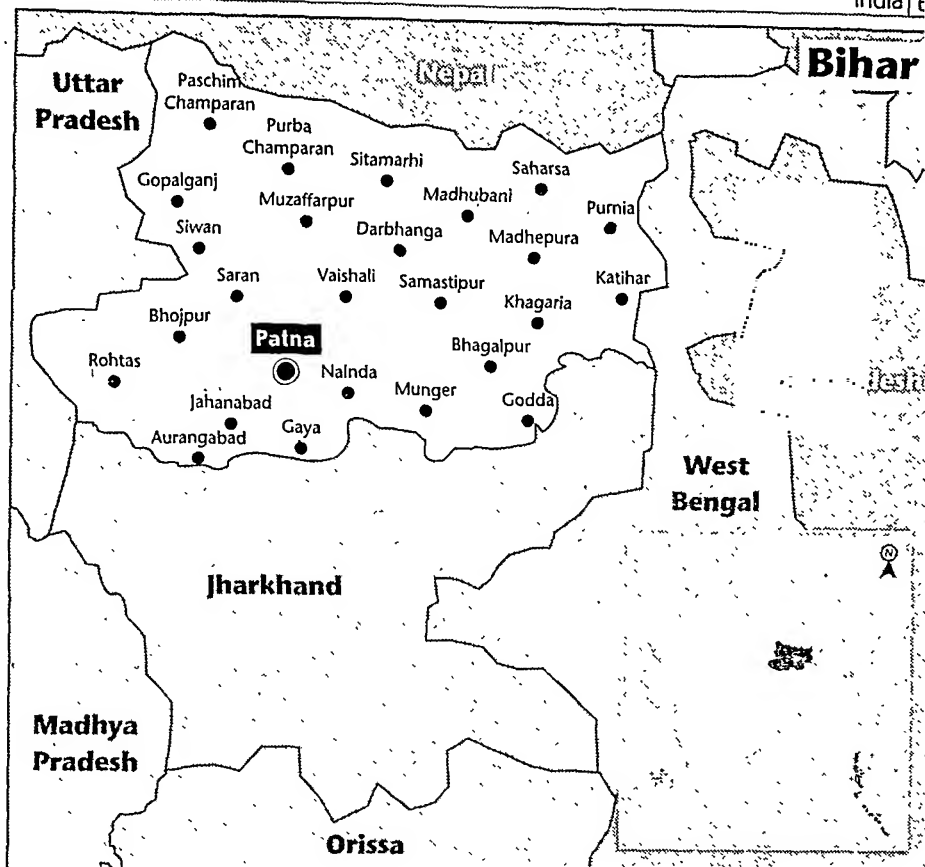 India
Bihar
Nepal
Uttar
Pradesh
Paschim
Champaran
Purba
Champaran
Sitamarhi
Saharsa
Gopalganj
Muzaffarpur
Madhubani
Purnia
Siwan
Darbhanga
Madhepura
Saran
Vaishali
Samastipur
Katihar
Khagaria
Bhojpur
Patna
Bhagalpur
Rohtas
Nalnda
Munger
Godda
Jahanabad
Gaya
Aurangabad
West
Bengal
N
Jharkhand
Madhya
Pradesh
Orissa